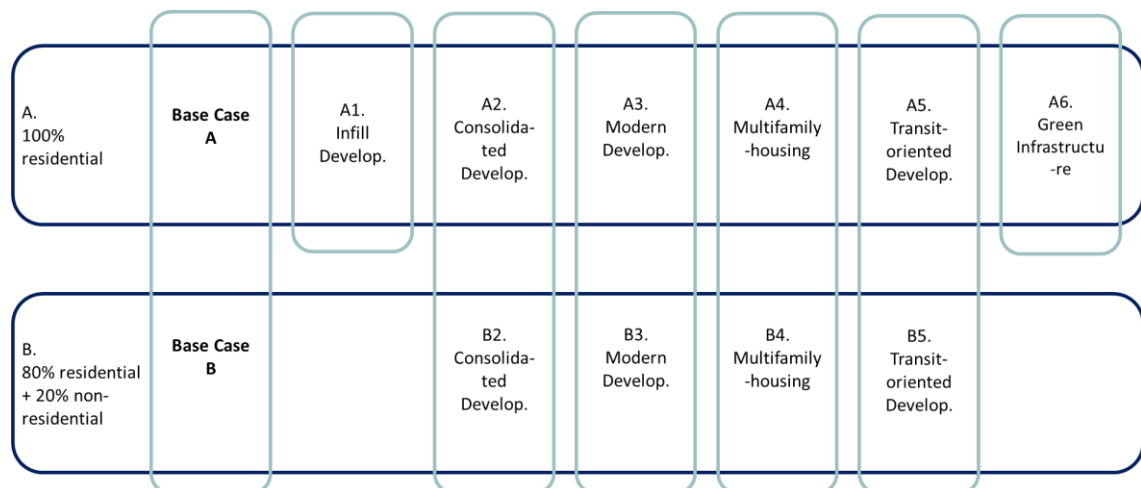 A.
100%
residential
Base Case
A
A1.
Infill
Develop.
A2.
Consolida-
ted
Develop.
A3.
Modern
Develop.
A4.
Multifamily
-housing
A5.
Transit-
oriented
Develop.
A6.
Green
Infrastructu
-re
B.
80% residential
+ 20% non-
residential
Base Case
B
B2.
Consolida-
ted
Develop.
B3.
Modern
Develop.
B4.
Multifamily
-housing
B5.
Transit-
oriented
Develop.